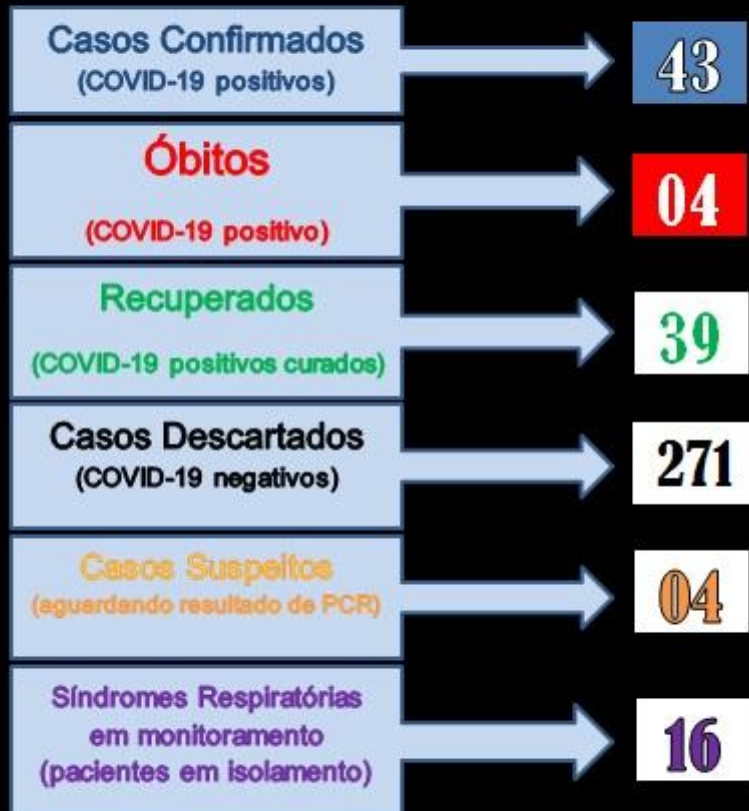 Casos Confirmados
(COVID-19 positivos)
43
Óbitos
(COVID-19 positivo)
04
Recuperados
(COVID-19 positivos curados)
39
Casos Descartados
(COVID-19 negativos)
271
Casos Suspeitos
(aguardando resultado de PCR)
04
Síndromes Respiratórias
em monitoramento
(pacientes em isolamento)
16